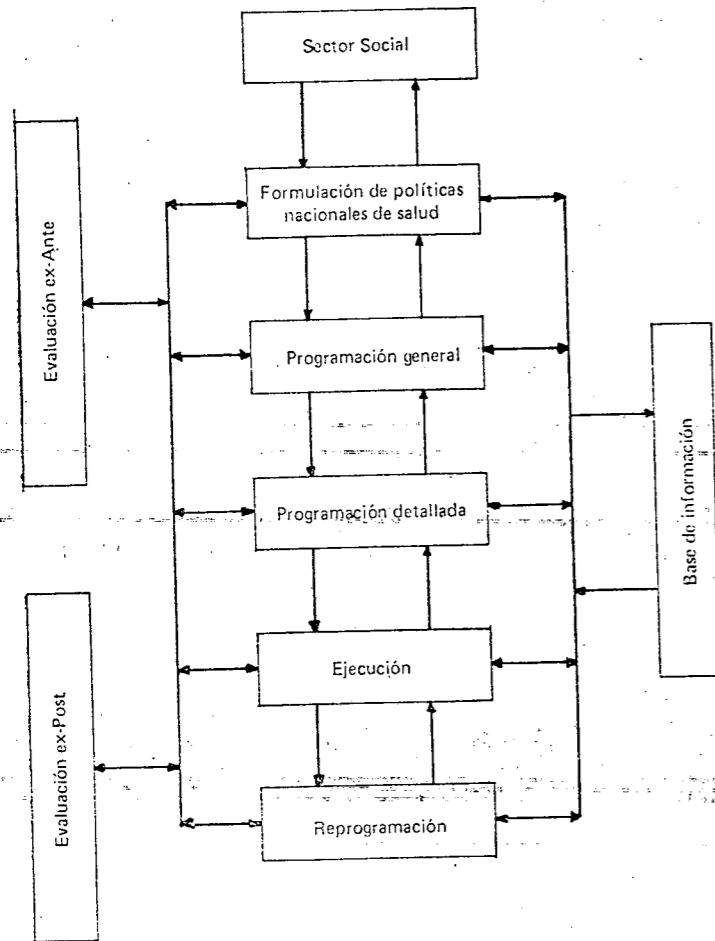 Sector Social
Formulación de políticas
nacionales de salud
Evaluación ex-Ante
Programación general
Programación detallada
Base de información
Ejecución
Evaluación ex-Post
Reprogramación